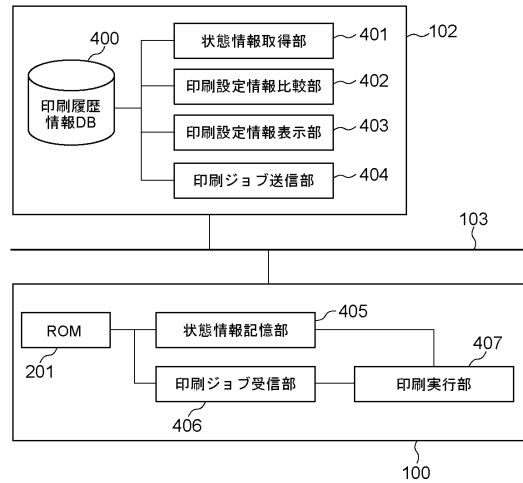 400
印刷履歴
情報DB
状態情報取得部
401
102
印刷設定情報比較部
402
印刷設定情報表示部
403
印刷ジョブ送信部
404
103
ROM
201
状態情報記憶部
405
印刷ジョブ受信部
406
407
印刷実行部
100